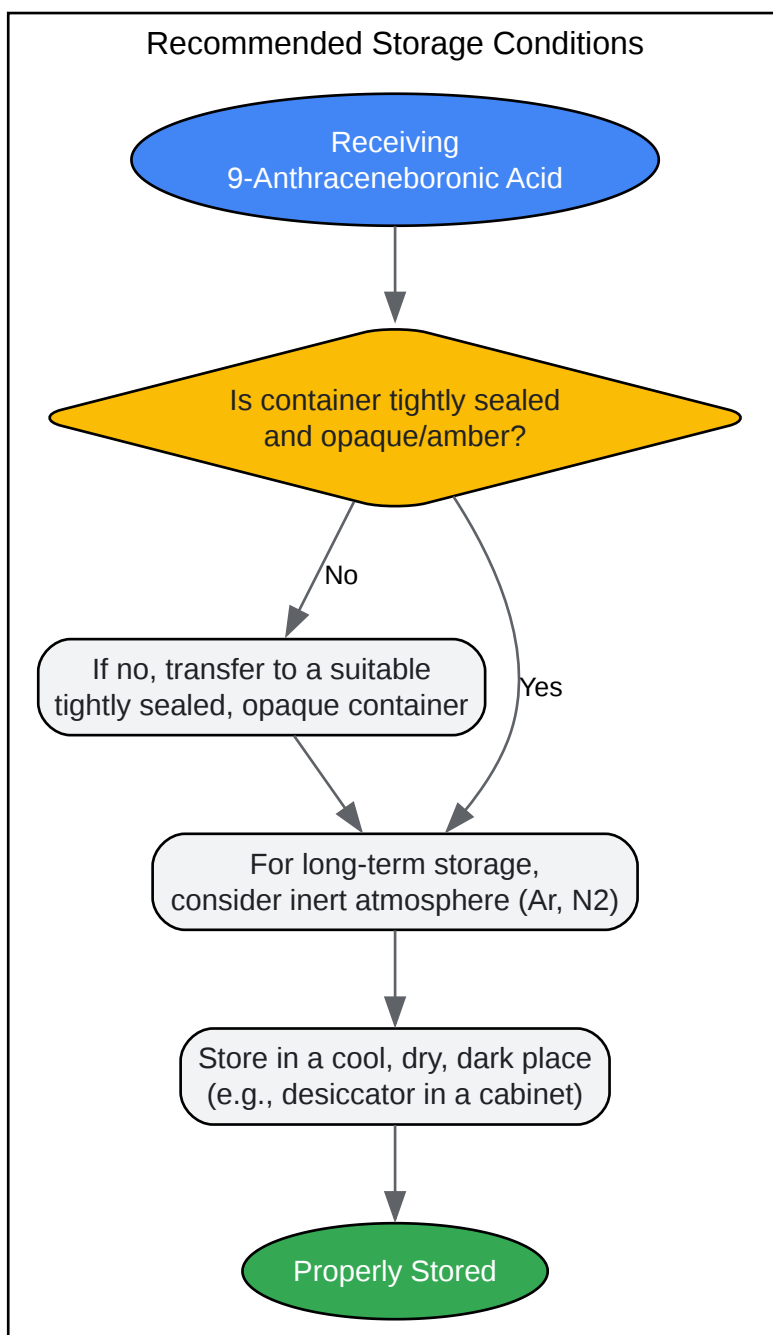 Recommended Storage Conditions
Receiving
9-Anthraceneboronic Acid
Is container tightly sealed
and opaque/amber?
No
If no, transfer to a suitable
tightly sealed, opaque container
Yes
For long-term storage,
consider inert atmosphere (Ar, N2)
Store in a cool, dry, dark place
(e.g., desiccator in a cabinet)
Properly Stored